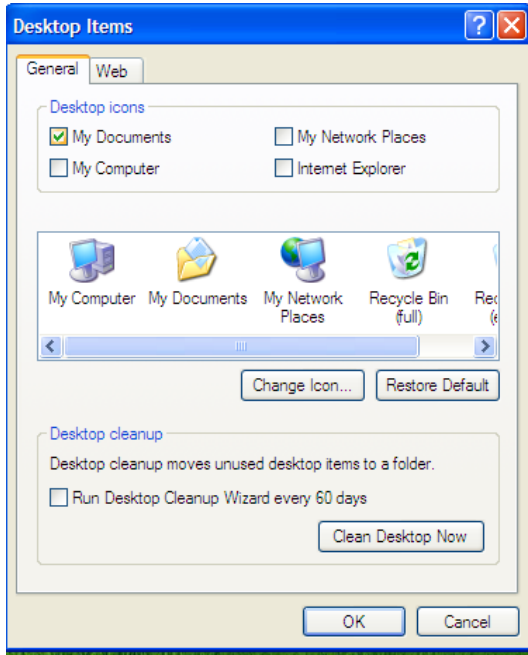 Desktop Items
General Web
Desktop icons
My Documents My Network Places
My Computer Internet Explorer
My Computer My Documents My Network Places Recycle Bin (full)
Change Icon... Restore Default
Desktop cleanup
Desktop cleanup moves unused desktop items to a folder.
Run Desktop Cleanup Wizard every 60 days
Clean Desktop Now
OK Cancel